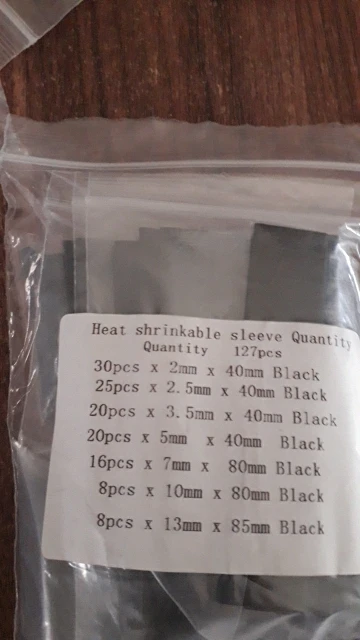 Heat shrinkable sleeve Quantity
Quantity 127pcs
30pcs x 2mm x 40mm Black
25pcs x 2.5mm x 40mm Black
20pcs x 3.5mm x 40mm Black
20pcs x 5mm x 40mm Black
16pcs x 7mm x 80mm Black
8pcs x 10mm x 80mm Black
8pcs x 13mm x 85mm Black